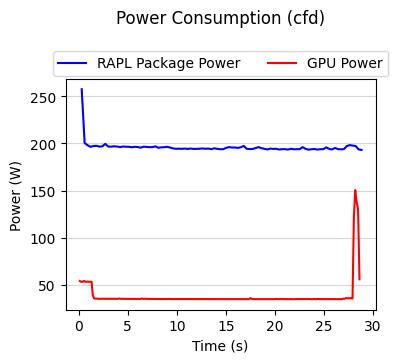 Power Consumption (cfd)
RAPL Package Power GPU Power
250
200
150
100
50
Power (W)
0 5 10 15 20 25 30
Time (s)